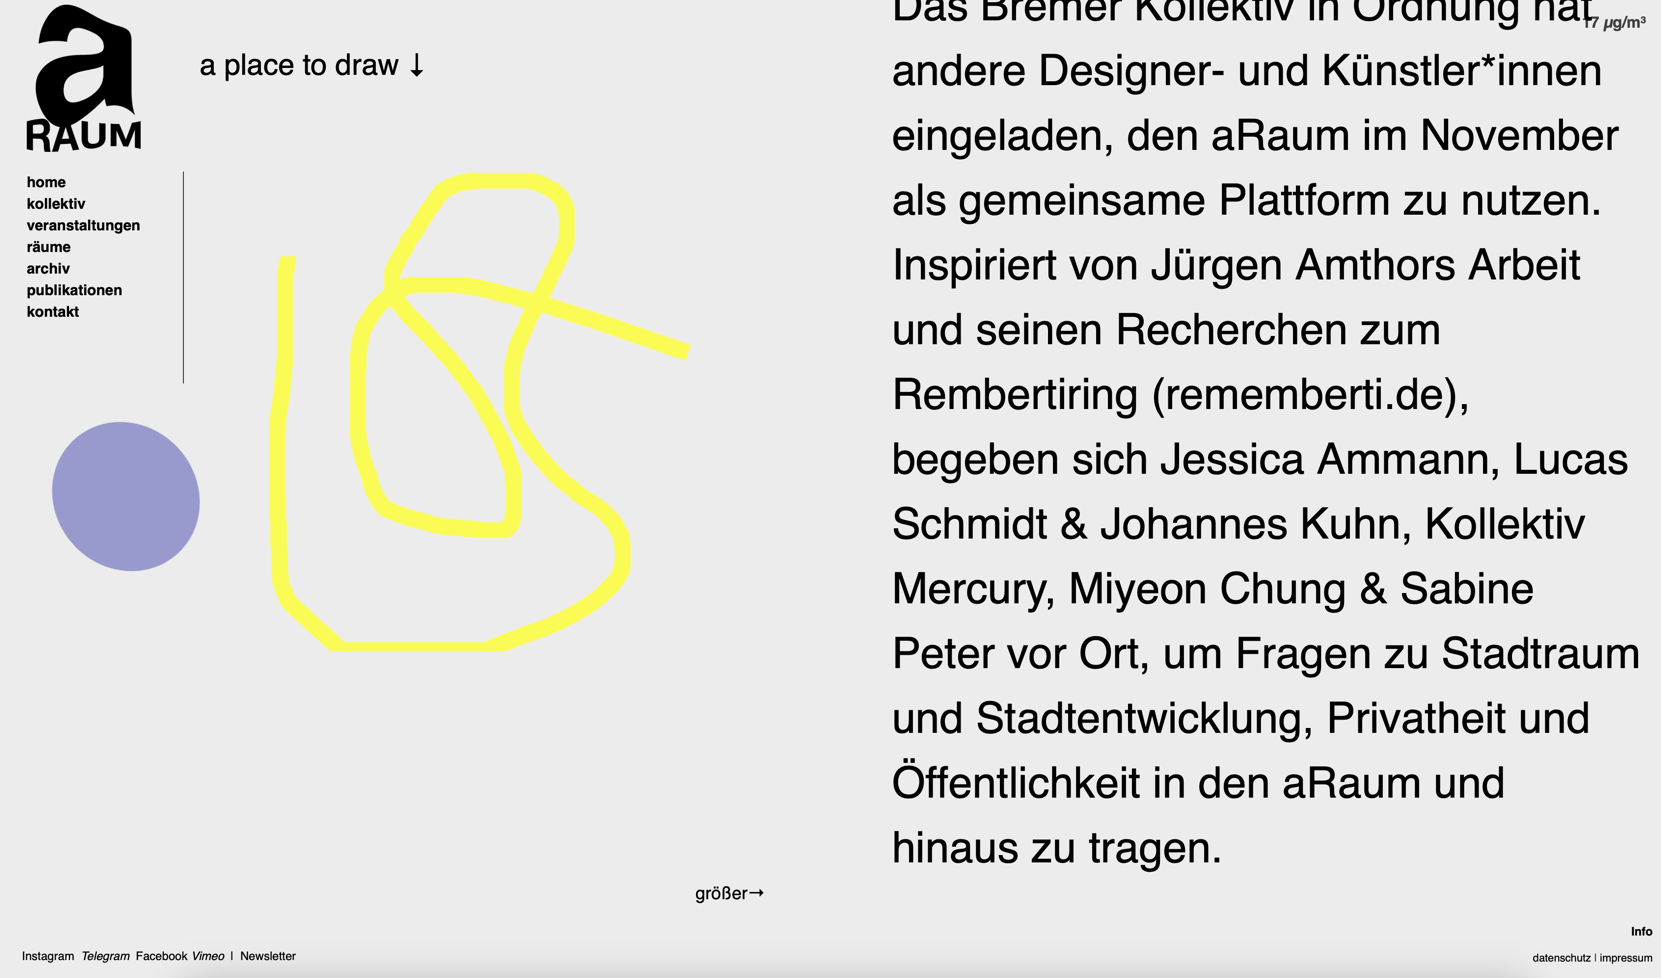 a
RAUM
a place to draw ↓
home
kollektiv
veranstaltungen
räume
archiv
publikationen
kontakt
größer→
Das Bremer Kollektiv in Ordnung hat
17 µg/m³
andere Designer- und Künstler*innen
eingeladen, den aRaum im November
als gemeinsame Plattform zu nutzen.
Inspiriert von Jürgen Amthors Arbeit
und seinen Recherchen zum
Rembertiring (rememberti.de),
begeben sich Jessica Ammann, Lucas
Schmidt & Johannes Kuhn, Kollektiv
Mercury, Miyeon Chung & Sabine
Peter vor Ort, um Fragen zu Stadtraum
und Stadtentwicklung, Privatheit und
Öffentlichkeit in den aRaum und
hinaus zu tragen.
Info
Instagram Telegram Facebook Vimeo | Newsletter
datenschutz | impressum